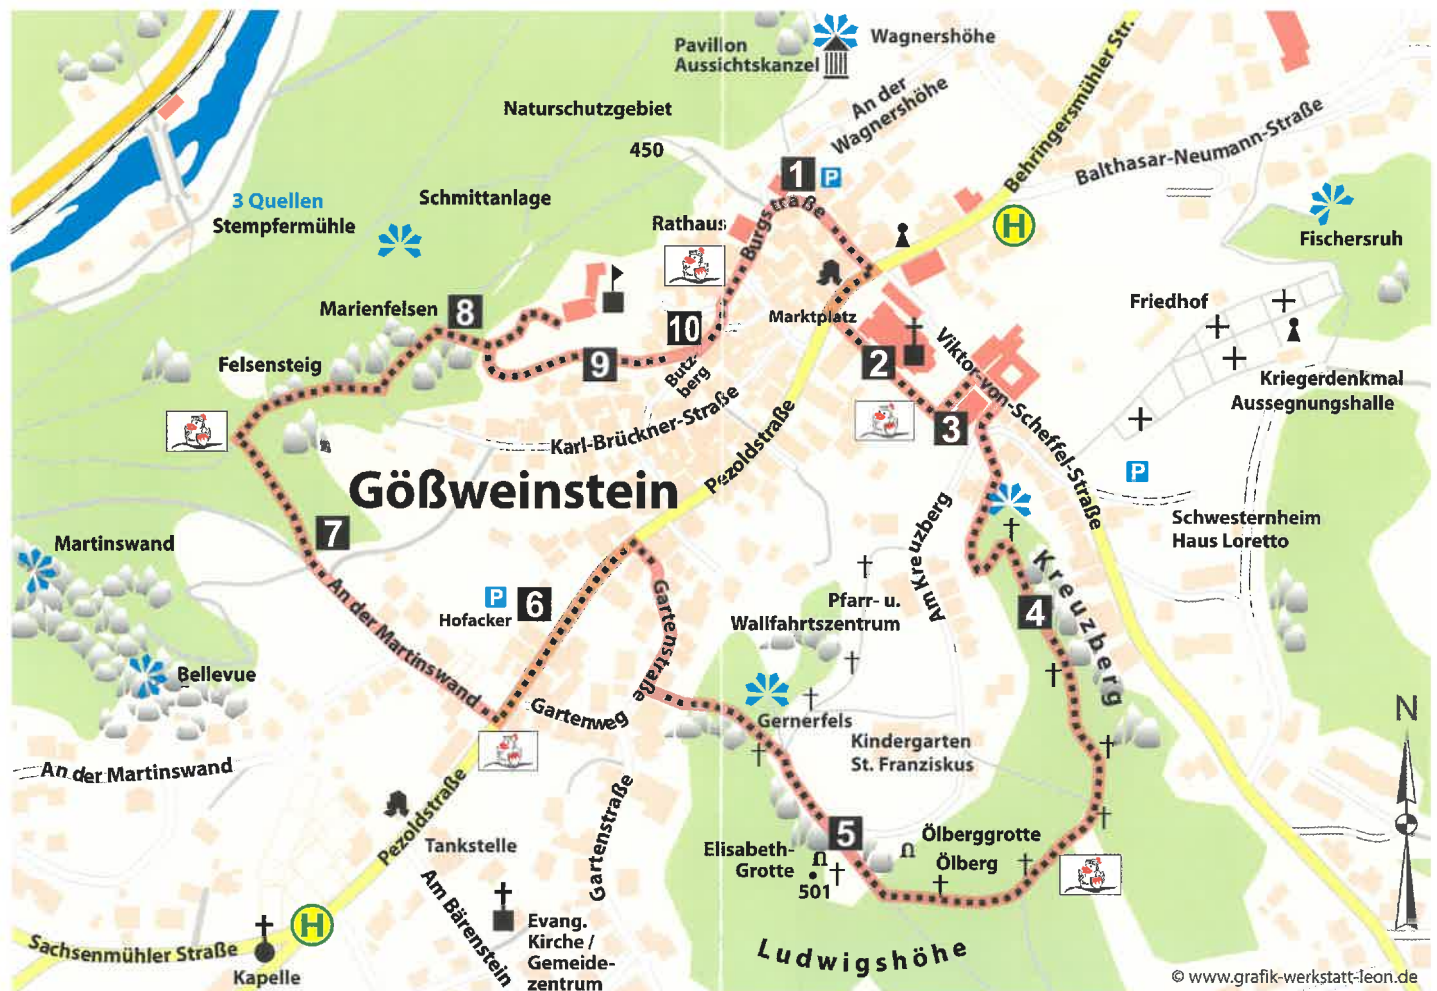 Pavillon
Aussichtskanzel
Wagnershöhe
An der
Wagnershöhe
Behringersmühler Str.
Balthasar-Neumann-Straße
Naturschutzgebiet
450
1
P
3 Quellen
Stempfermühle
Schmittanlage
Rathaus
Burgstraße
H
Fischersruh
Marienfelsen
8
Friedhof
Marktplatz
10
9
2
Felsensteig
Butz-
berg
Viktor-von-Scheffel-Straße
Kriegerdenkmal
Aussegnungshalle
Karl-Brückner-Straße
3
Pezoldstraße
P
Gößweinstein
7
Martinswand
Am Kreuzberg
Schwesternheim
Haus Loretto
An der Martinswand
P
Hofacker
6
Gartenstraße
Pfarr- u.
Wallfahrtszentrum
4
Kreuzberg
Bellevue
Gartenweg
Gernerfels
N
An der Martinswand
Kindergarten
St. Franziskus
Pezoldstraße
Tankstelle
Gartenstraße
Elisabeth-
Grotte
501
5
Ölberggrotte
Ölberg
Am Bärenstein
Evang.
Kirche /
Gemeide-
zentrum
H
Sachsenmühler Straße
Kapelle
Ludwigshöhe
© www.grafik-werkstatt-leon.de